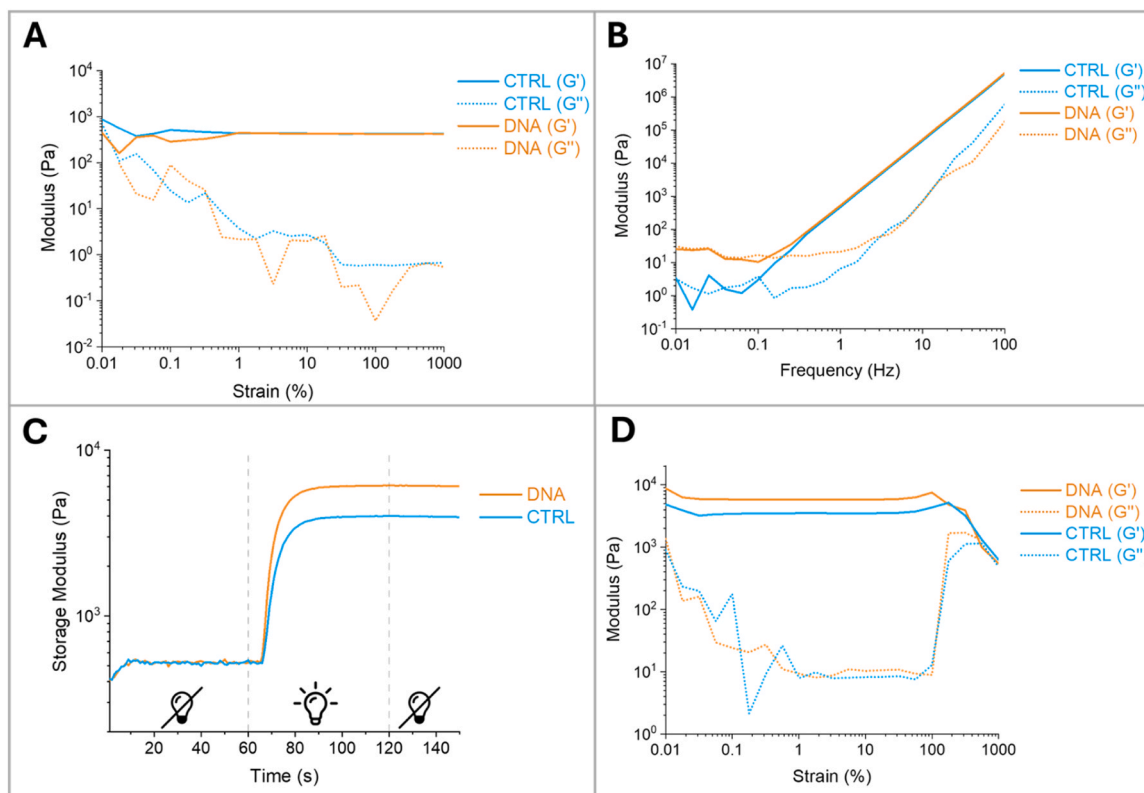 A
Modulus (Pa)
10^4
10^3
10^2
10^1
10^0
10^-1
10^-2
0.01 0.1 1 10 100 1000
Strain (%)
CTRL (G')
CTRL (G")
DNA (G')
DNA (G")
B
Modulus (Pa)
10^7
10^6
10^5
10^4
10^3
10^2
10^1
10^0
10^-1
0.01 0.1 1 10 100
Frequency (Hz)
CTRL (G')
CTRL (G")
DNA (G')
DNA (G")
C
Storage Modulus (Pa)
10^4
10^3
20 40 60 80 100 120 140
Time (s)
DNA
CTRL
D
Modulus (Pa)
10^4
10^3
10^2
10^1
10^0
0.01 0.1 1 10 100 1000
Strain (%)
DNA (G')
DNA (G")
CTRL (G')
CTRL (G")